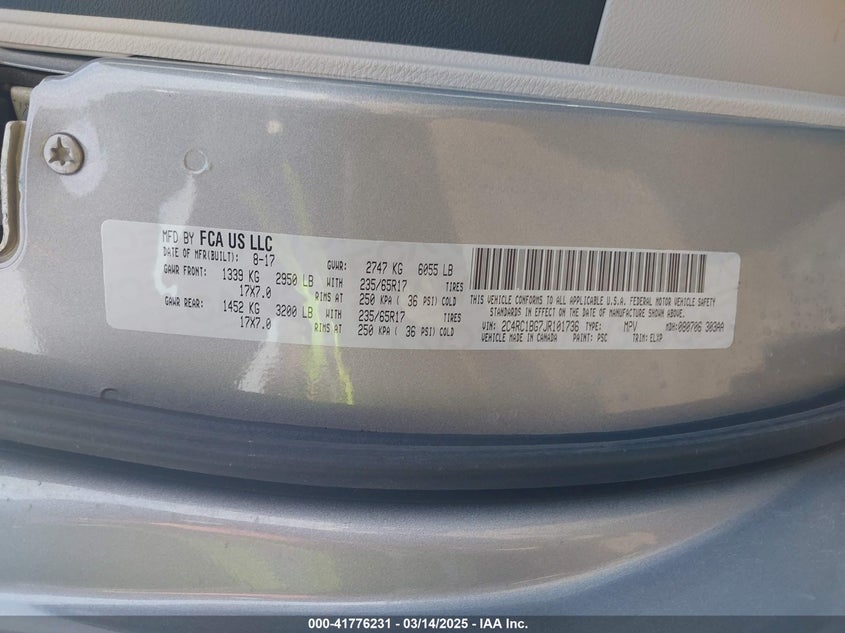 MFD BY FCA US LLC
DATE OF MFR(BUILT): 8-17 GVWR: 2747 KG 6055 LB
GAWR FRONT: 1339 KG 2950 LB WITH 235/65R17 TIRES
17X7.0 RIMS AT 250 KPA ( 36 PSI) COLD
GAWR REAR: 1452 KG 3200 LB WITH 235/65R17 TIRES
17X7.0 RIMS AT 250 KPA ( 36 PSI) COLD
THIS VEHICLE CONFORMS TO ALL APPLICABLE U.S.A. FEDERAL MOTOR VEHICLE SAFETY
STANDARDS IN EFFECT ON THE DATE OF MANUFACTURE SHOWN ABOVE.
VIN: 2C4RC1BG7JR101736 TYPE: MPV MDH: 080706 303AA
VEHICLE MADE IN CANADA PAINT: PSC TRIM: ELXP
000-41776231 - 03/14/2025 - IAA Inc.